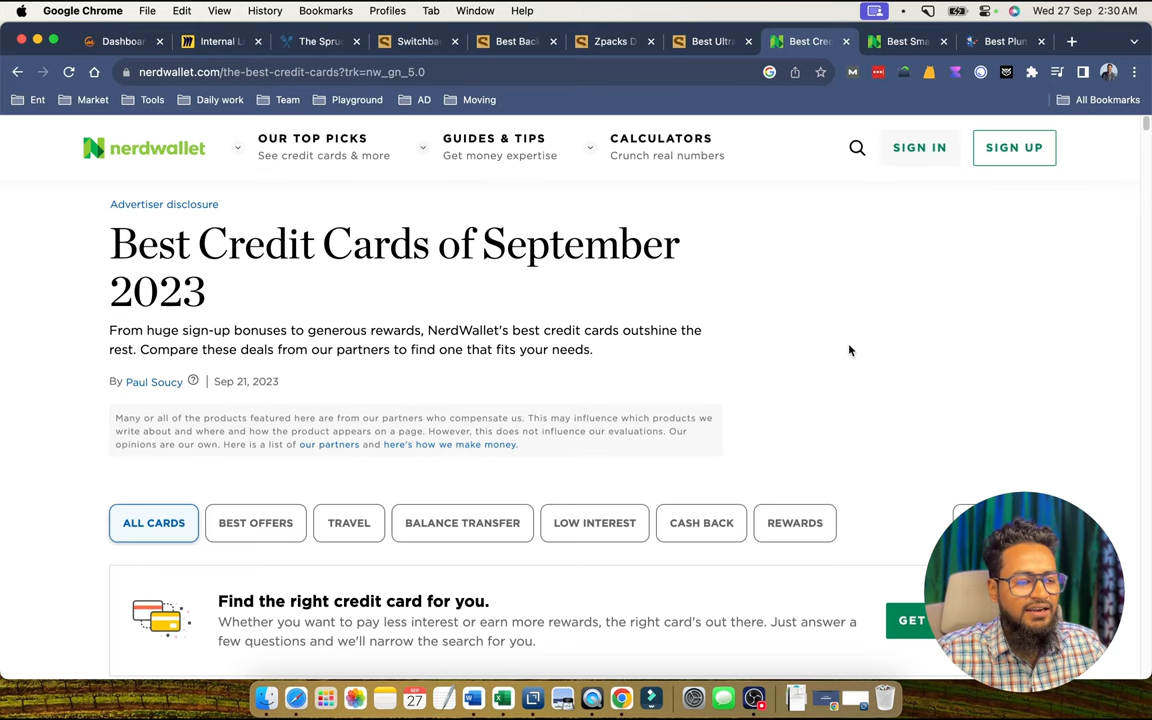 Google Chrome File Edit View History Bookmarks Profiles Tab Window Help Wed 27 Sep 2:30 AM
Dashboar Internal L The Spru Switchba Best Bac Zpacks D Best Ultr Best Cre Best Sma Best Plun
nerdwallet.com/the-best-credit-cards?trk=nw_gn_5.0
Ent Market Tools Daily work Team Playground AD Moving All Bookmarks
nerdwallet
OUR TOP PICKS
See credit cards & more
GUIDES & TIPS
Get money expertise
CALCULATORS
Crunch real numbers
SIGN IN
SIGN UP
Advertiser disclosure
Best Credit Cards of September
2023
From huge sign-up bonuses to generous rewards, NerdWallet's best credit cards outshine the
rest. Compare these deals from our partners to find one that fits your needs.
By Paul Soucy | Sep 21, 2023
Many or all of the products featured here are from our partners who compensate us. This may influence which products we
write about and where and how the product appears on a page. However, this does not influence our evaluations. Our
opinions are our own. Here is a list of our partners and here's how we make money.
ALL CARDS BEST OFFERS TRAVEL BALANCE TRANSFER LOW INTEREST CASH BACK REWARDS
Find the right credit card for you.
Whether you want to pay less interest or earn more rewards, the right card's out there. Just answer a
few questions and we'll narrow the search for you.
GET
SEP
27